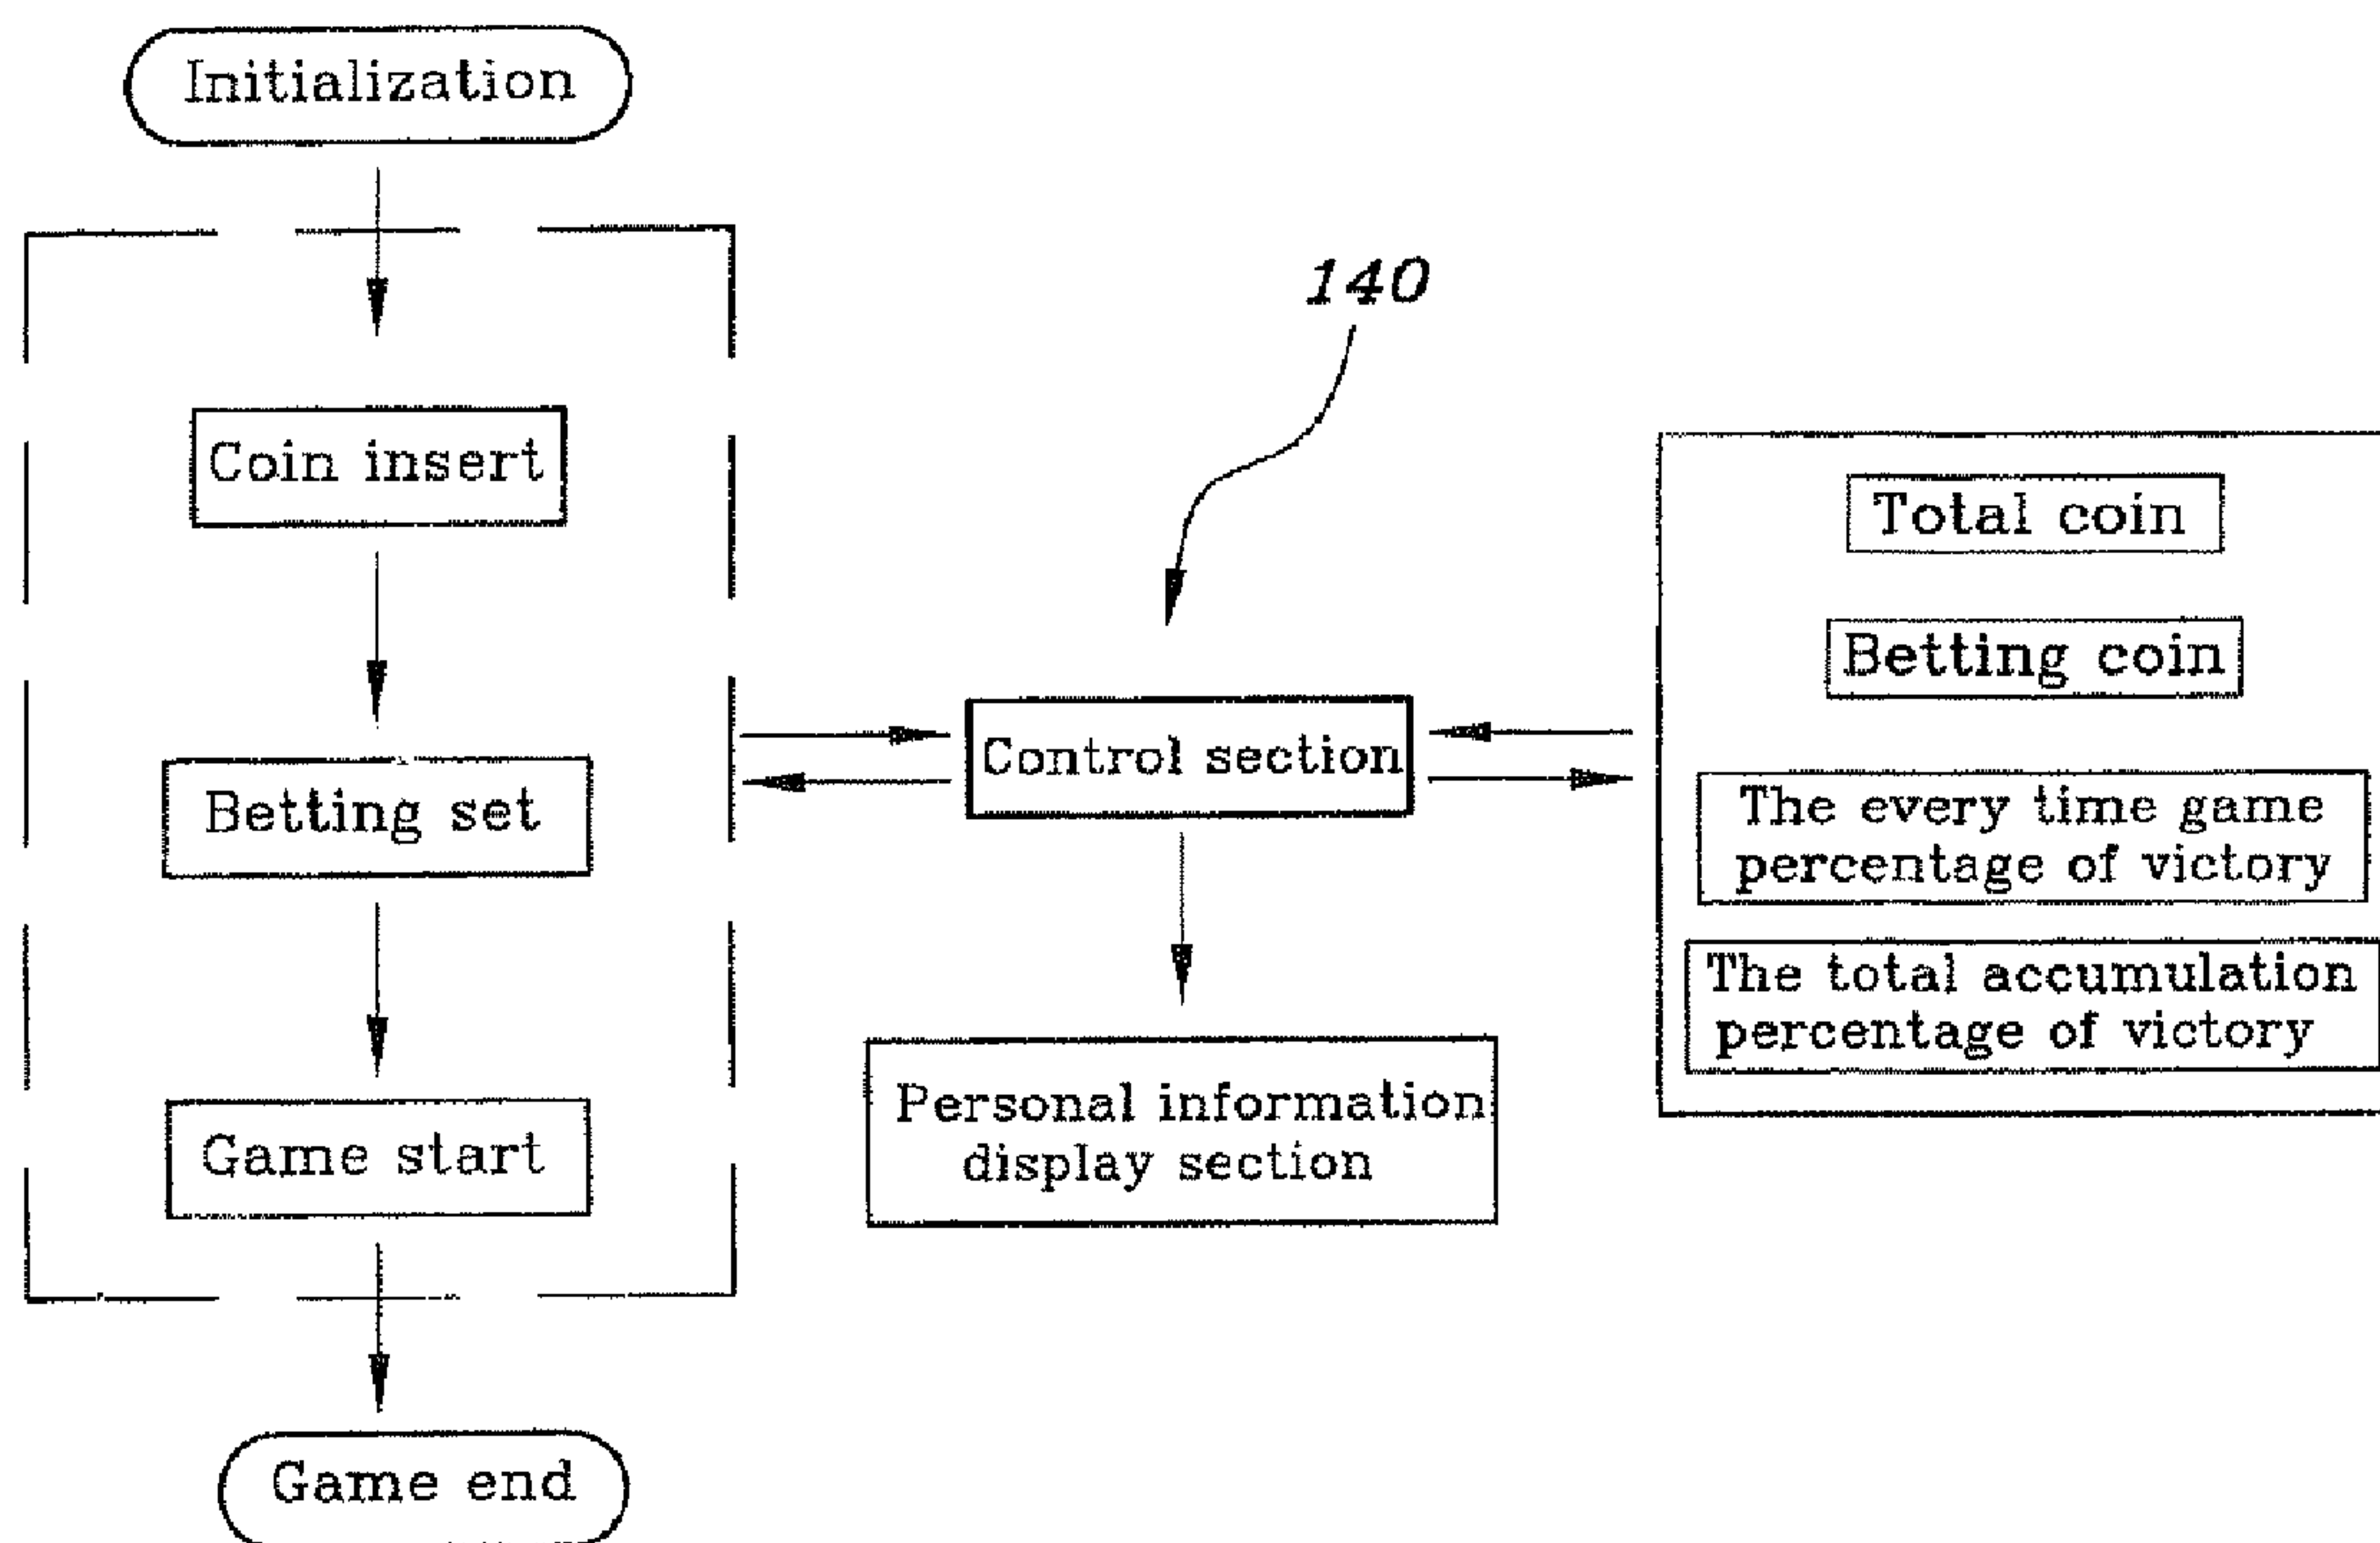 Initialization
140
Coin insert
Total coin
Betting coin
Control section
Betting set
The every time game
percentage of victory
The total accumulation
percentage of victory
Personal information
display section
Game start
Game end